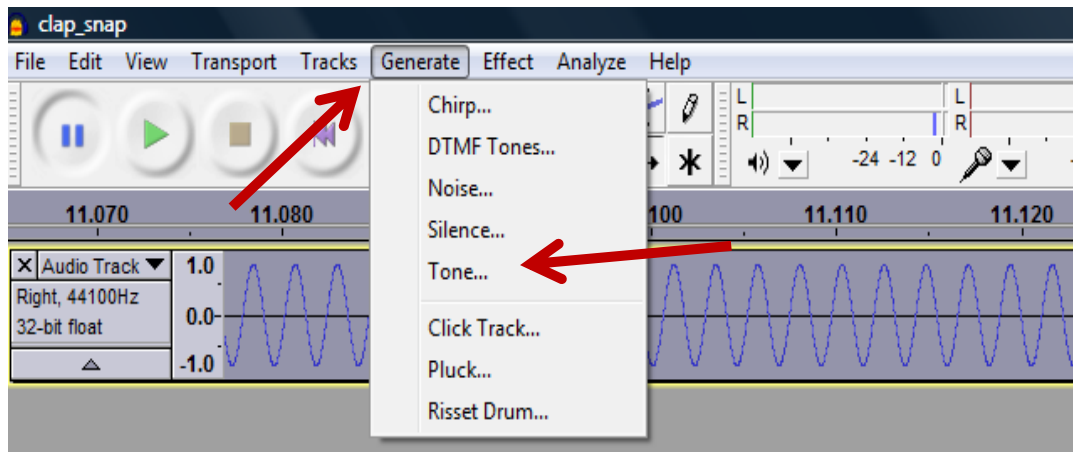 clap_snap
File Edit View Transport Tracks Generate Effect Analyze Help
Chirp...
DTMF Tones...
Noise...
Silence...
Tone...
Click Track...
Pluck...
Risset Drum...
L
R
-24 -12 0
L
R
11.070 11.080 100 11.110 11.120
X Audio Track
Right, 44100Hz
32-bit float
1.0
0.0
-1.0